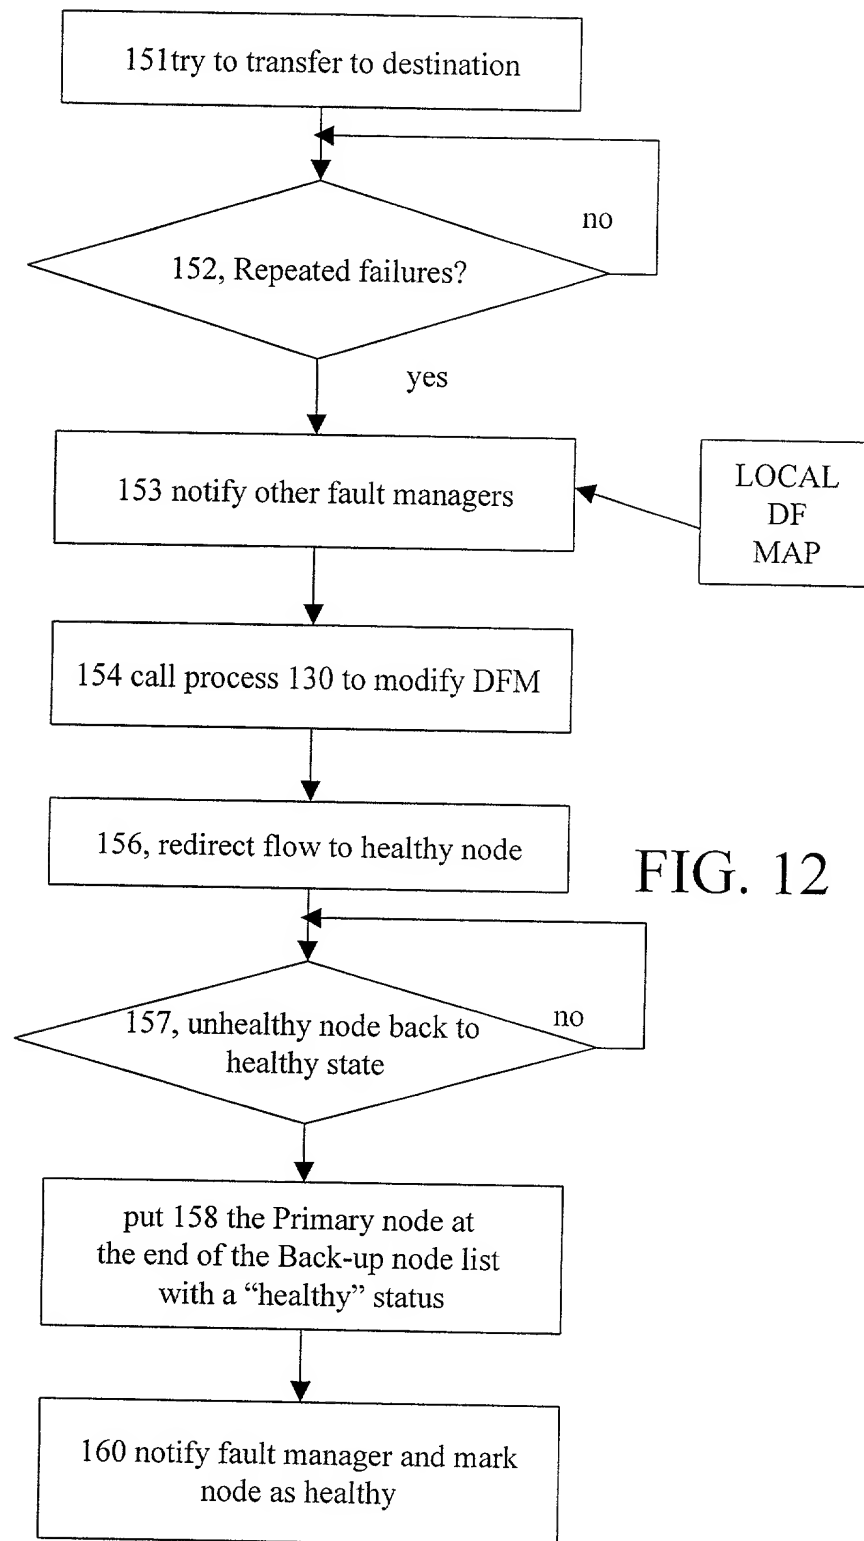 151try to transfer to destination
no
152, Repeated failures?
yes
153 notify other fault managers
LOCAL
DF
MAP
154 call process 130 to modify DFM
156, redirect flow to healthy node
FIG. 12
157, unhealthy node back to
healthy state
no
put 158 the Primary node at
the end of the Back-up node list
with a “healthy” status
160 notify fault manager and mark
node as healthy